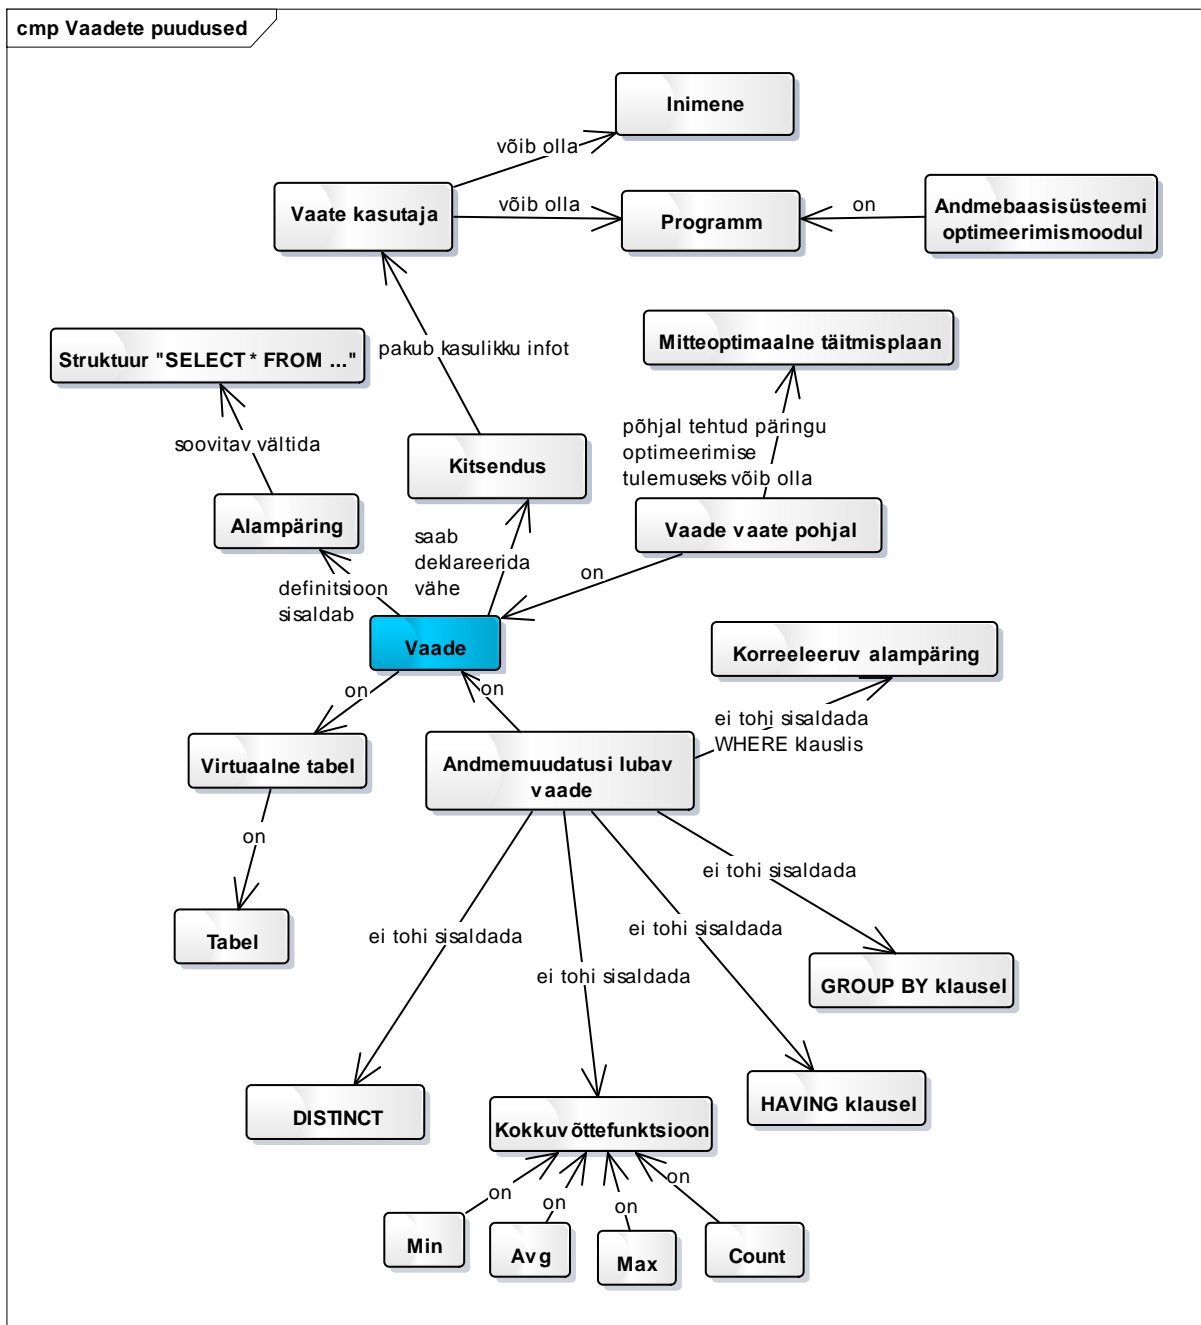 cmp Vaadete puudused
Inimene
võib olla
Vaate kasutaja
võib olla
Programm
on
Andmebaasisüsteemi
optimeerimismoodul
Struktuur "SELECT * FROM ..."
pakub kasulikku infot
Mitteoptimaalne täitmisplaan
soovitav vältida
põhjal tehtud päringu
optimeerimise
tulemuseks võib olla
Kitsendus
Alampäring
Vaade vaate pohjal
saab
deklareerida
vähe
definitsioon
sisaldab
on
Vaade
Korreeleeruv alampäring
on
on
ei tohi sisaldada
WHERE klauslis
Virtuaalne tabel
Andmemuudatusi lubav
vaade
on
ei tohi sisaldada
Tabel
ei tohi sisaldada
ei tohi sisaldada
ei tohi sisaldada
GROUP BY klausel
HAVING klausel
DISTINCT
Kokkuvõttefunktsioon
on
on
on
on
Min
Avg
Max
Count